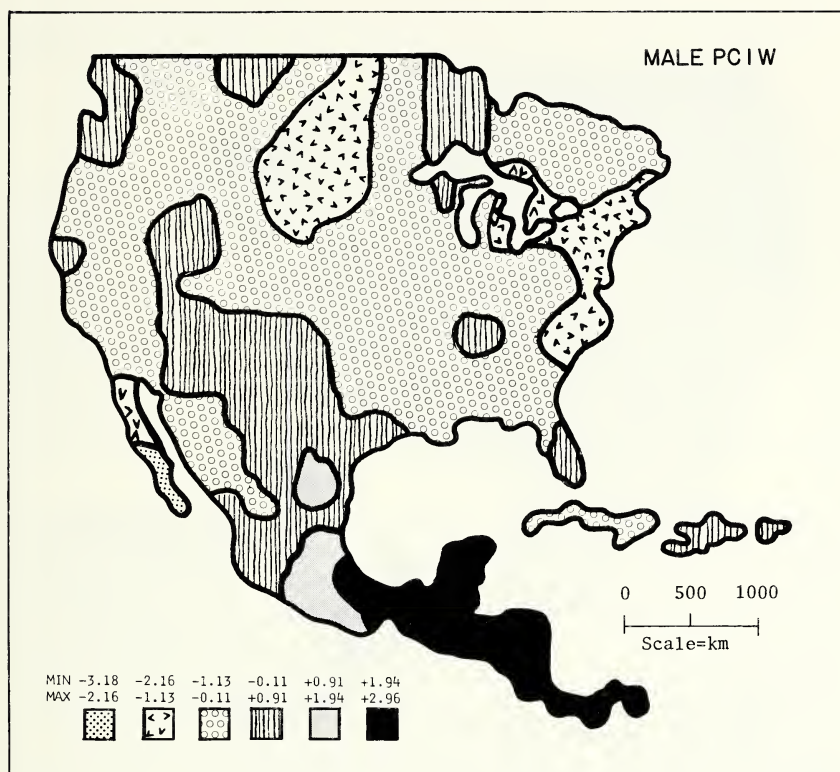 MALE PCIW
0 500 1000
Scale=km
MIN -3.18 -2.16 -1.13 -0.11 +0.91 +1.94
MAX -2.16 -1.13 -0.11 +0.91 +1.94 +2.96